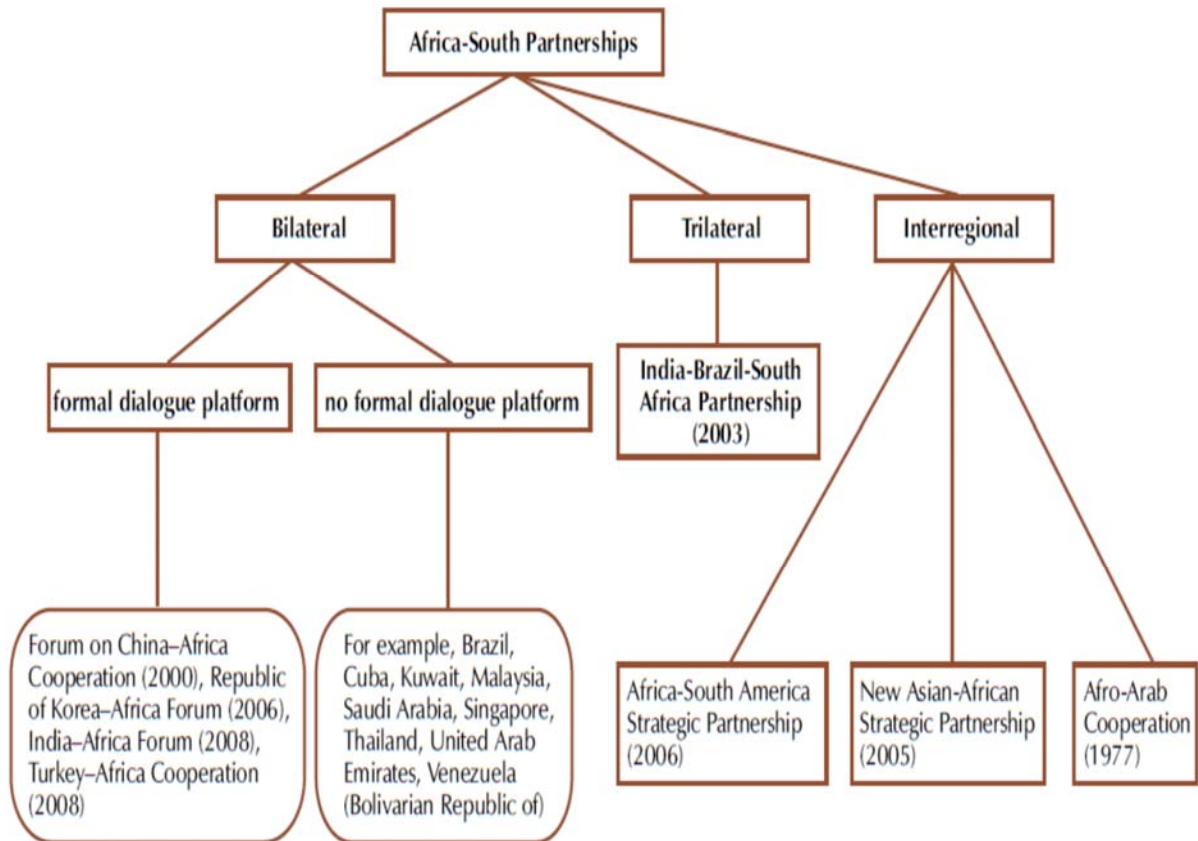 Africa-South Partnerships
Bilateral
Trilateral
Interregional
formal dialogue platform
no formal dialogue platform
India-Brazil-South
Africa Partnership
(2003)
Forum on China–Africa
Cooperation (2000), Republic
of Korea–Africa Forum (2006),
India–Africa Forum (2008),
Turkey–Africa Cooperation
(2008)
For example, Brazil,
Cuba, Kuwait, Malaysia,
Saudi Arabia, Singapore,
Thailand, United Arab
Emirates, Venezuela
(Bolivarian Republic of)
Africa-South America
Strategic Partnership
(2006)
New Asian-African
Strategic Partnership
(2005)
Afro-Arab
Cooperation
(1977)